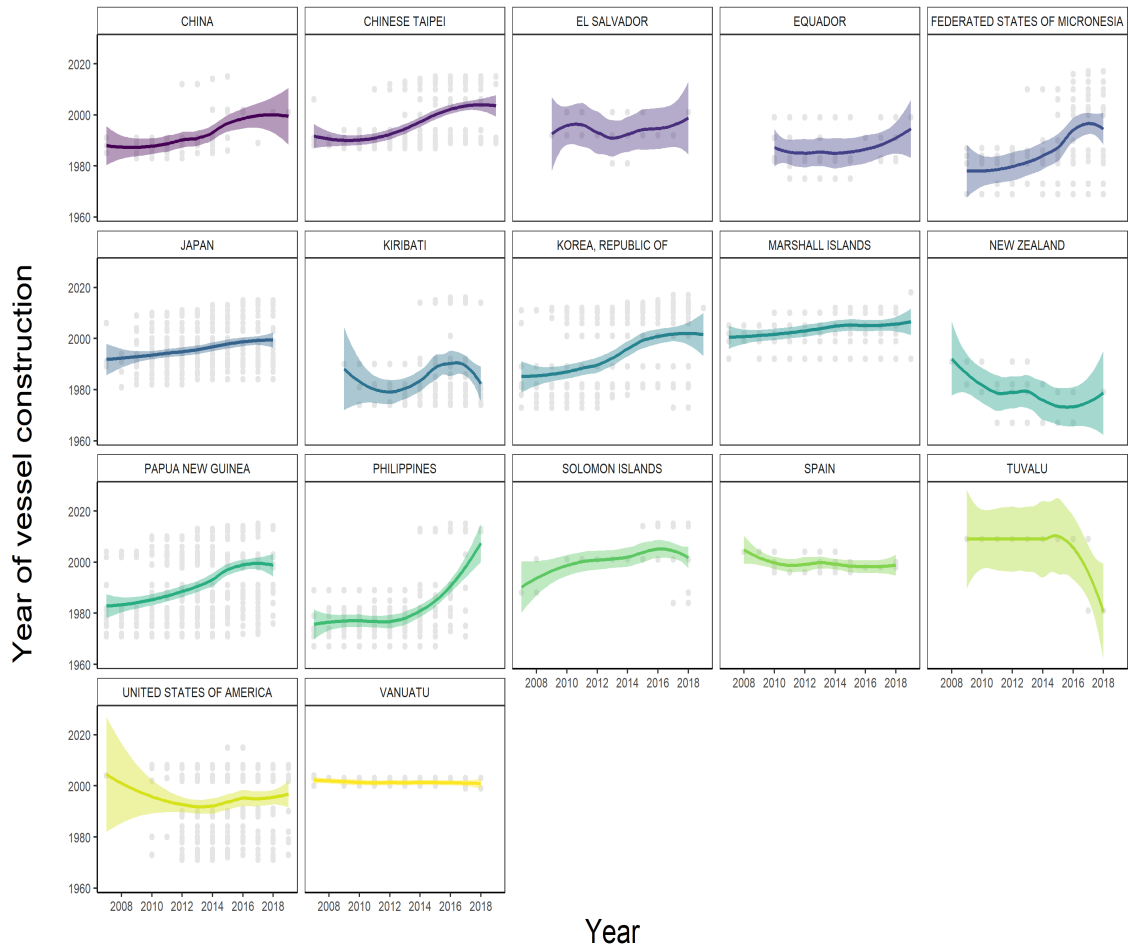 CHINA CHINESE TAIPEI EL SALVADOR EQUADOR FEDERATED STATES OF MICRONESIA
2020
2000
1980
1960
JAPAN KIRIBATI KOREA, REPUBLIC OF MARSHALL ISLANDS NEW ZEALAND
2020
2000
1980
1960
Year of vessel construction
PAPUA NEW GUINEA PHILIPPINES SOLOMON ISLANDS SPAIN TUVALU
2020
2000
1980
1960
2008 2010 2012 2014 2016 2018 2008 2010 2012 2014 2016 2018 2008 2010 2012 2014 2016 2018
UNITED STATES OF AMERICA VANUATU
2020
2000
1980
1960
2008 2010 2012 2014 2016 2018 2008 2010 2012 2014 2016 2018
Year